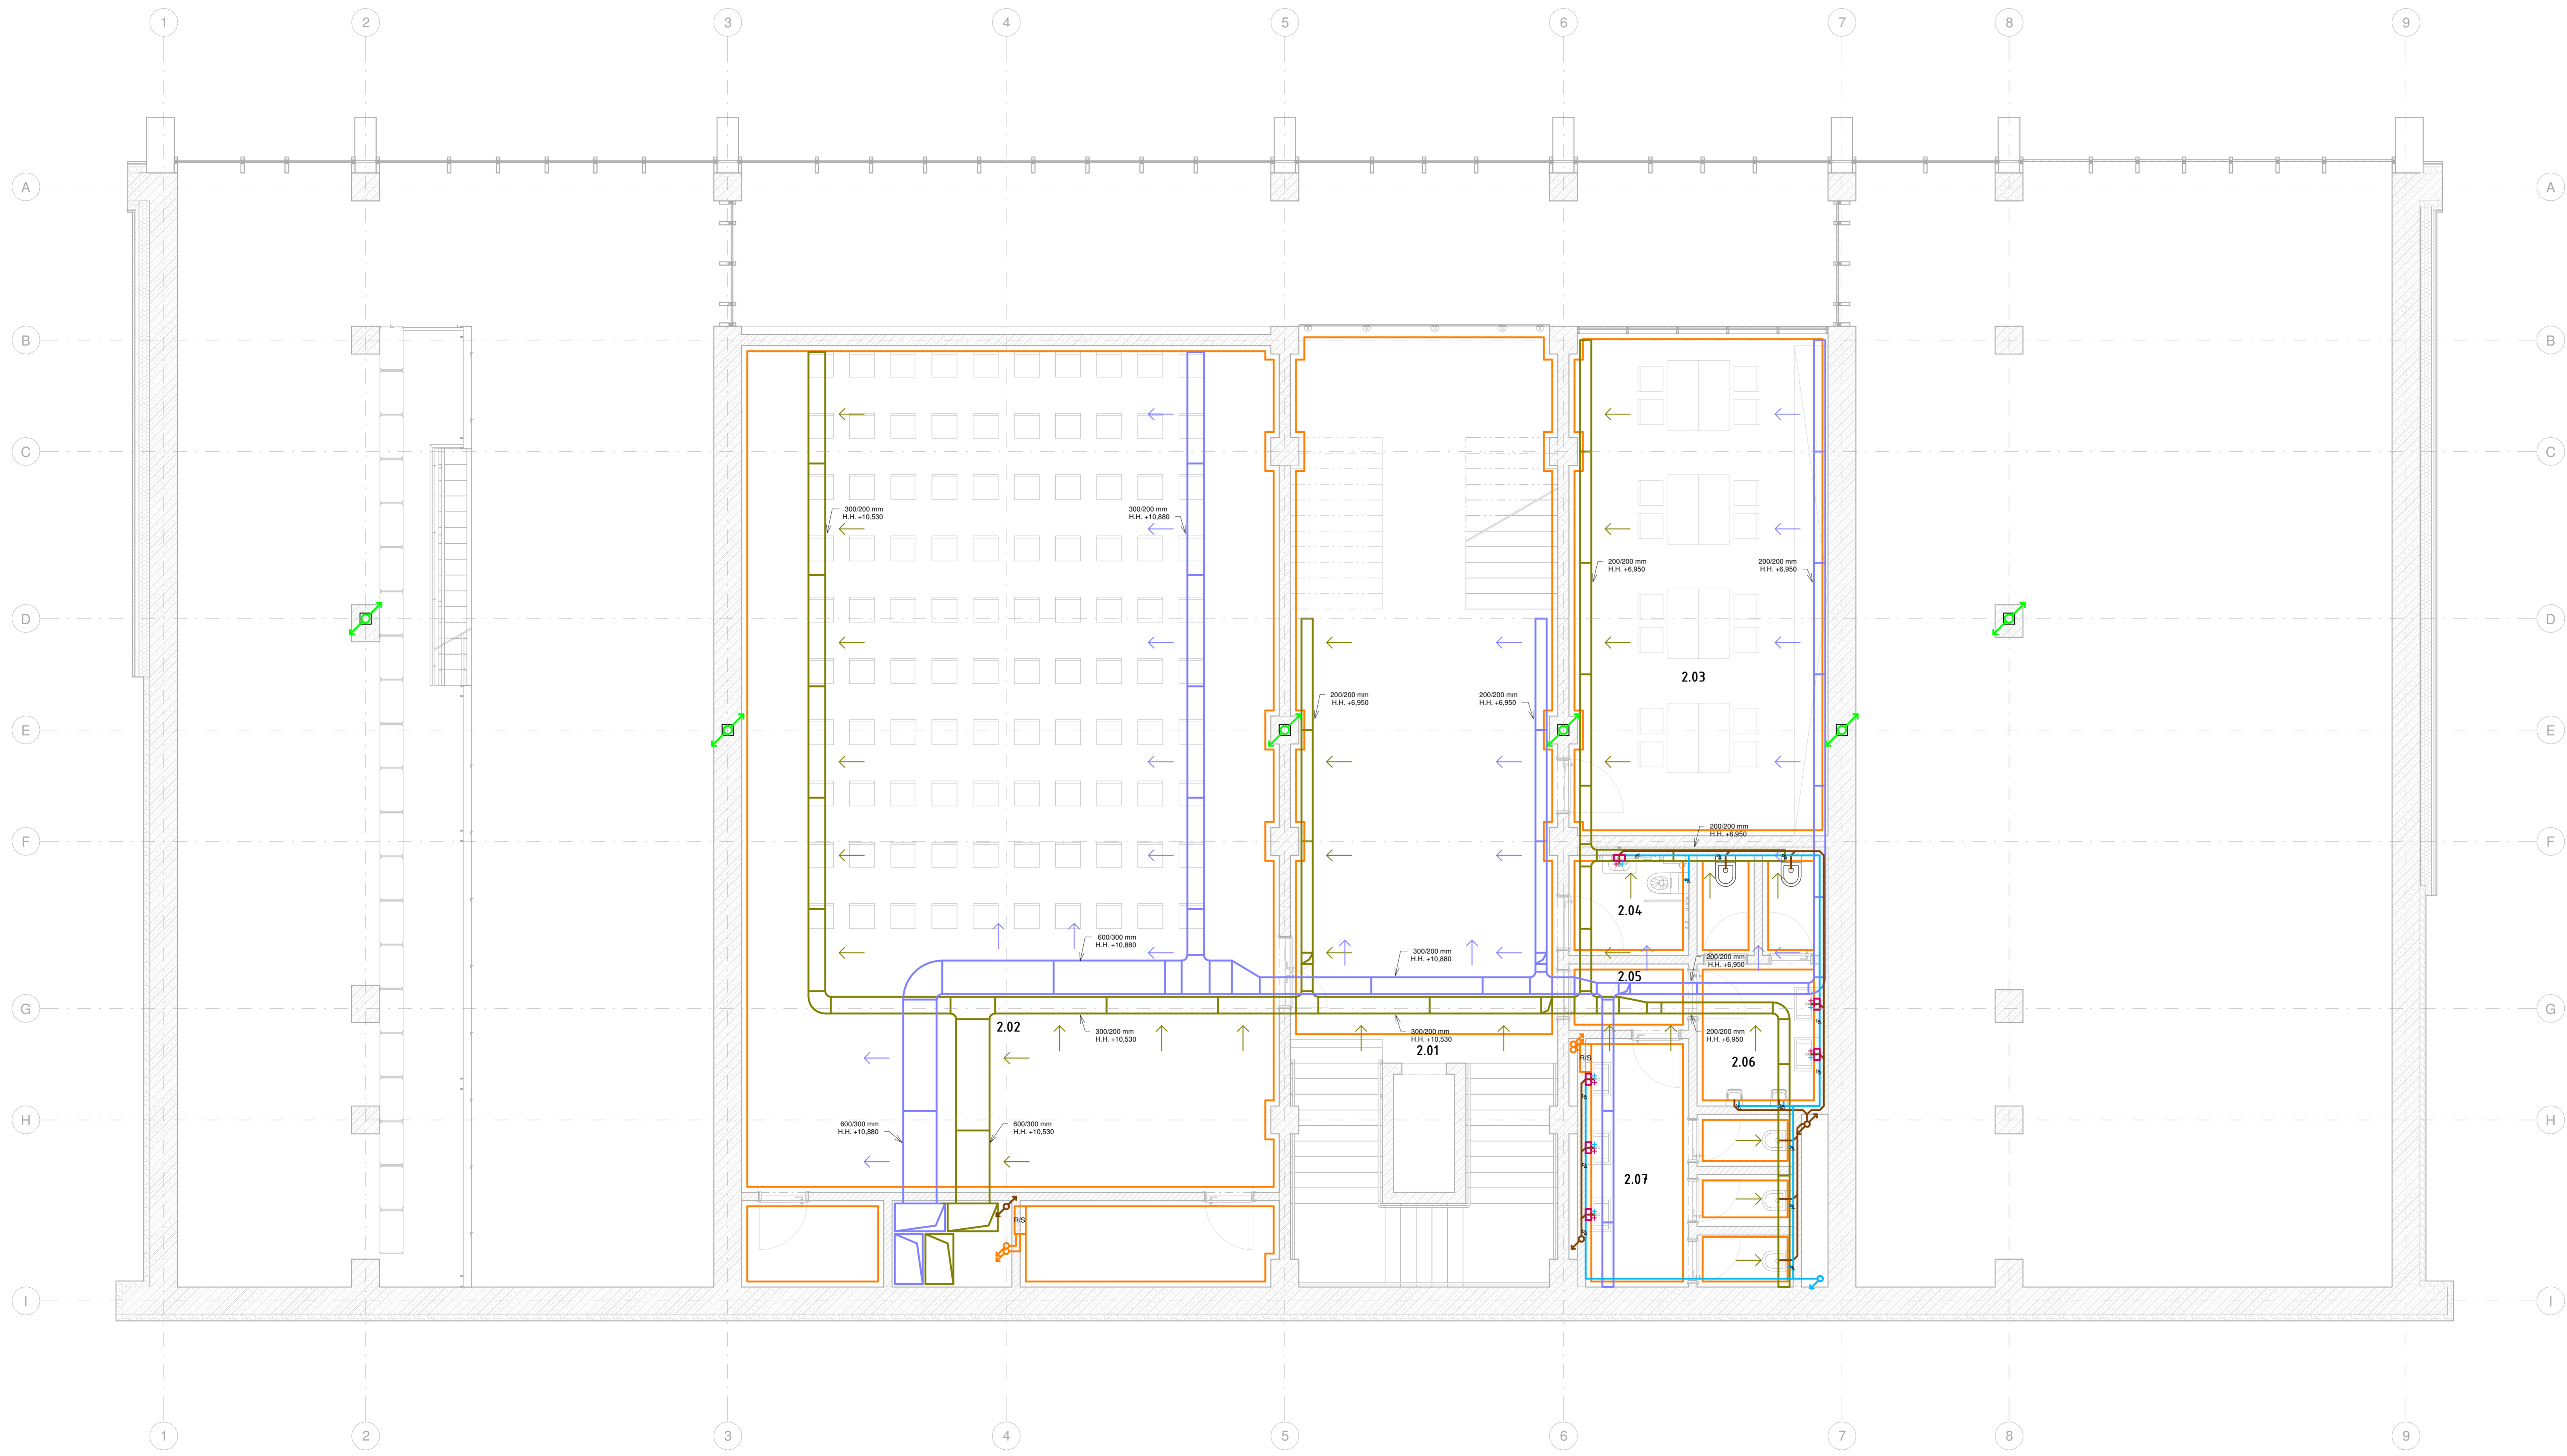 1 2 3 4 5 6 7 8 9
A A
B B
C C
300/200 mm
H.H. +10,530
300/200 mm
H.H. +10,880
200/200 mm
H.H. +6,950
200/200 mm
H.H. +6,950
D D
2.03
200/200 mm
H.H. +6,950
200/200 mm
H.H. +6,950
E E
200/200 mm
H.H. +6,950
F F
2.04
600/300 mm
H.H. +10,880
300/200 mm
H.H. +10,880
200/200 mm
H.H. +6,950
2.05
G G
2.02
300/200 mm
H.H. +10,530
300/200 mm
H.H. +10,530
200/200 mm
H.H. +6,950
2.01
R/S
2.06
H H
600/300 mm
H.H. +10,880
600/300 mm
H.H. +10,530
2.07
R/S
I I
1 2 3 4 5 6 7 8 9